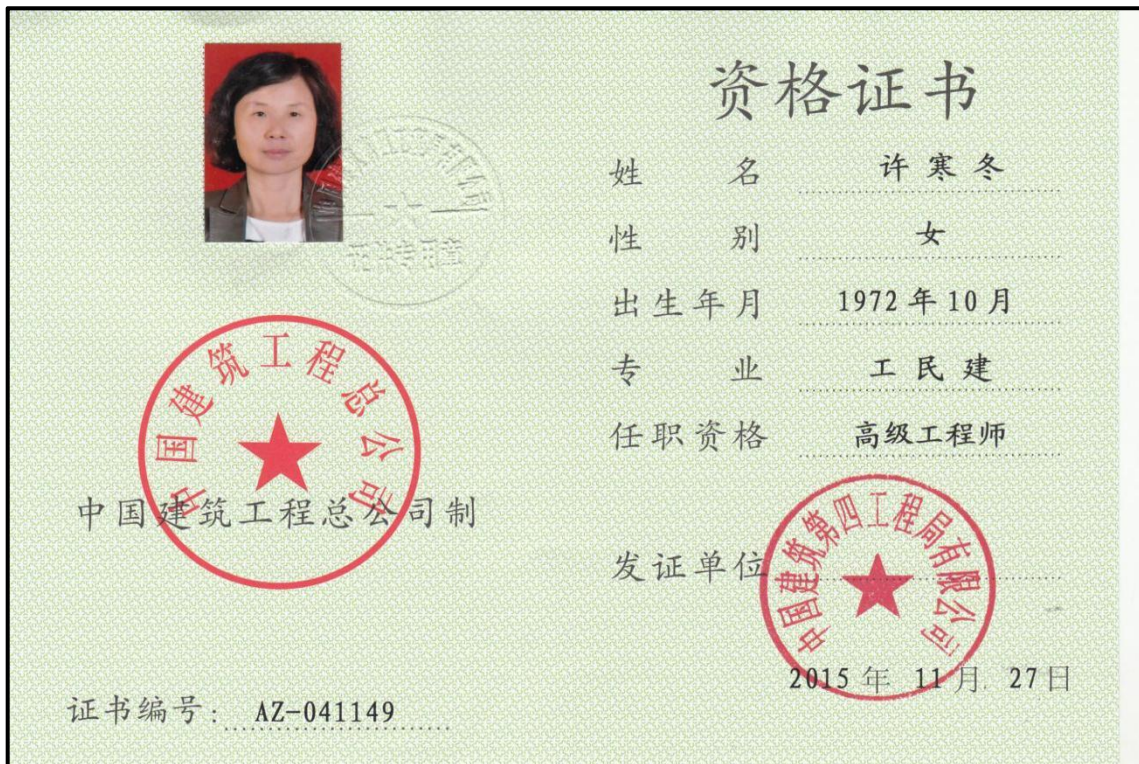 中国建筑工程总公司
中国建筑工程总公司制
证书编号: AZ-041149
资格证书
姓 名 许寒冬
性 别 女
出生年月 1972年10月
专 业 工民建
任职资格 高级工程师
发证单位
中国建筑第四工程局有限公司
2015年 11月 27日